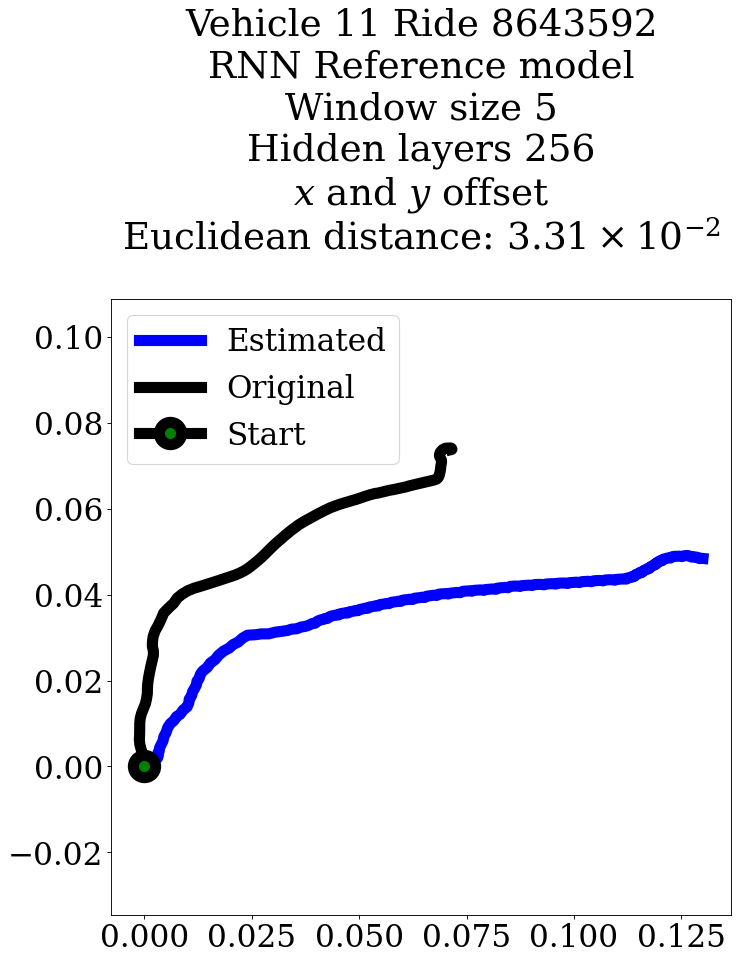 Vehicle 11 Ride 8643592
RNN Reference model
Window size 5
Hidden layers 256
x and y offset
Euclidean distance: 3.31 × 10⁻²
Estimated
Original
Start
0.10
0.08
0.06
0.04
0.02
0.00
−0.02
0.000 0.025 0.050 0.075 0.100 0.125